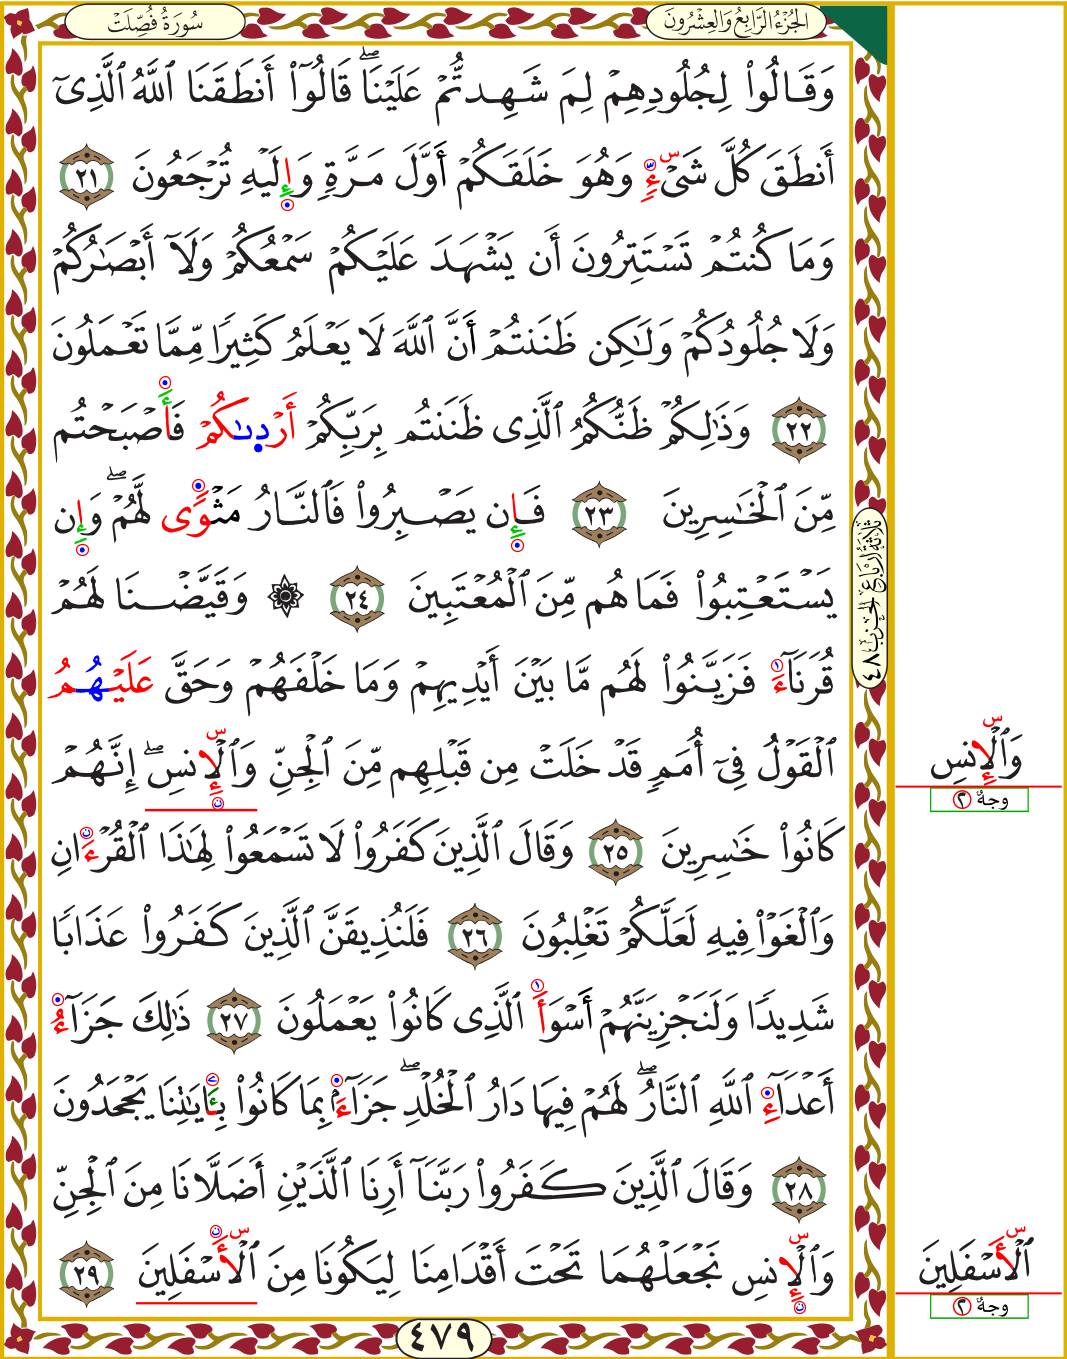 الجُزْءُ الرَّابِعُ وَالعِشْرُونَ
سُورَةُ فُصِّلَتْ
وَقَالُوا۟ لِجُلُودِهِمْ لِمَ شَهِدتُّمْ عَلَيْنَا ۖ قَالُوٓا۟ أَنطَقَنَا ٱللَّهُ ٱلَّذِىٓ
أَنطَقَ كُلَّ شَىْءٍ وَهُوَ خَلَقَكُمْ أَوَّلَ مَرَّةٍ وَإِلَيْهِ تُرْجَعُونَ ٢١
وَمَا كُنتُمْ تَسْتَتِرُونَ أَن يَشْهَدَ عَلَيْكُمْ سَمْعُكُمْ وَلَآ أَبْصَٰرُكُمْ
وَلَا جُلُودُكُمْ وَلَٰكِن ظَنَنتُمْ أَنَّ ٱللَّهَ لَا يَعْلَمُ كَثِيرًا مِّمَّا تَعْمَلُونَ
٢٢ وَذَٰلِكُمْ ظَنُّكُمُ ٱلَّذِى ظَنَنتُم بِرَبِّكُمْ أَرْدٜىٰكُمْ فَأَصْبَحْتُم
مِّنَ ٱلْخَٰسِرِينَ ٢٣ فَإِن يَصْبِرُوا۟ فَٱلنَّارُ مَثْوًى لَّهُمْ ۖ وَإِن
يَسْتَعْتِبُوا۟ فَمَا هُم مِّنَ ٱلْمُعْتَبِينَ ٢٤ ۞ وَقَيَّضْنَا لَهُمْ
قُرَنَآءَ فَزَيَّنُوا۟ لَهُم مَّا بَيْنَ أَيْدِيهِمْ وَمَا خَلْفَهُمْ وَحَقَّ عَلَيْهُمُ
ٱلْقَوْلُ فِىٓ أُمَمٍ قَدْ خَلَتْ مِن قَبْلِهِم مِّنَ ٱلْجِنِّ وَٱلْإِنسِ ۖ إِنَّهُمْ
كَانُوا۟ خَٰسِرِينَ ٢٥ وَقَالَ ٱلَّذِينَ كَفَرُوا۟ لَا تَسْمَعُوا۟ لِهَٰذَا ٱلْقُرْءَانِ
وَٱلْغَوْا۟ فِيهِ لَعَلَّكُمْ تَغْلِبُونَ ٢٦ فَلَنُذِيقَنَّ ٱلَّذِينَ كَفَرُوا۟ عَذَابًا
شَدِيدًا وَلَنَجْزِيَنَّهُمْ أَسْوَأَ ٱلَّذِى كَانُوا۟ يَعْمَلُونَ ٢٧ ذَٰلِكَ جَزَآءُ
أَعْدَآءِ ٱللَّهِ ٱلنَّارُ ۖ لَهُمْ فِيهَا دَارُ ٱلْخُلْدِ ۖ جَزَآءًۢ بِمَا كَانُوا۟ بِـَٔايَٰتِنَا يَجْحَدُونَ
٢٨ وَقَالَ ٱلَّذِينَ كَفَرُوا۟ رَبَّنَآ أَرِنَا ٱلَّذَيْنِ أَضَلَّانَا مِنَ ٱلْجِنِّ
وَٱلْإِنسِ نَجْعَلْهُمَا تَحْتَ أَقْدَامِنَا لِيَكُونَا مِنَ ٱلْأَسْفَلِينَ ٢٩
٤٧٩
ثَلَاثَةُ أَرْبَاعِ الحِزْبِ ٤٨
وَٱلْإِنسِ
وجهٌ ٢
ٱلْأَسْفَلِينَ
وجهٌ ٢